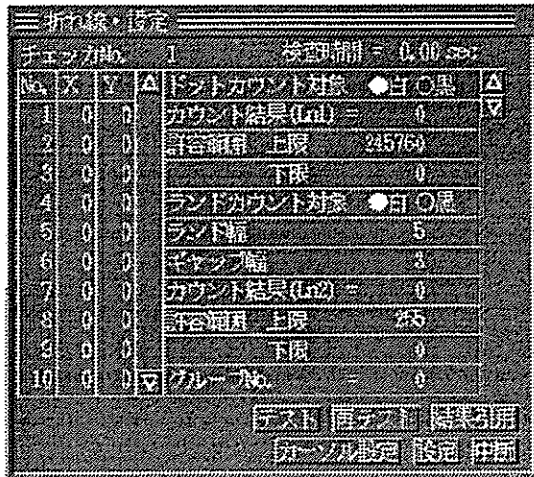 折れ線・設定
チェッカNo. 1 検査時間 = 0.00 sec
No. X Y ドットカウント対象 ●白 ○黒
1 0 0 カウント結果(Ln1) = 0
2 0 0 許容範囲 上限 245760
3 0 0 下限 0
4 0 0 ランドカウント対象 ●白 ○黒
5 0 0 ランド幅 5
6 0 0 ギャップ幅 3
7 0 0 カウント結果(Ln2) = 0
8 0 0 許容範囲 上限 255
9 0 0 下限 0
10 0 0 グループNo. = 0
テスト 再テスト
カーソル設定 設定 中断